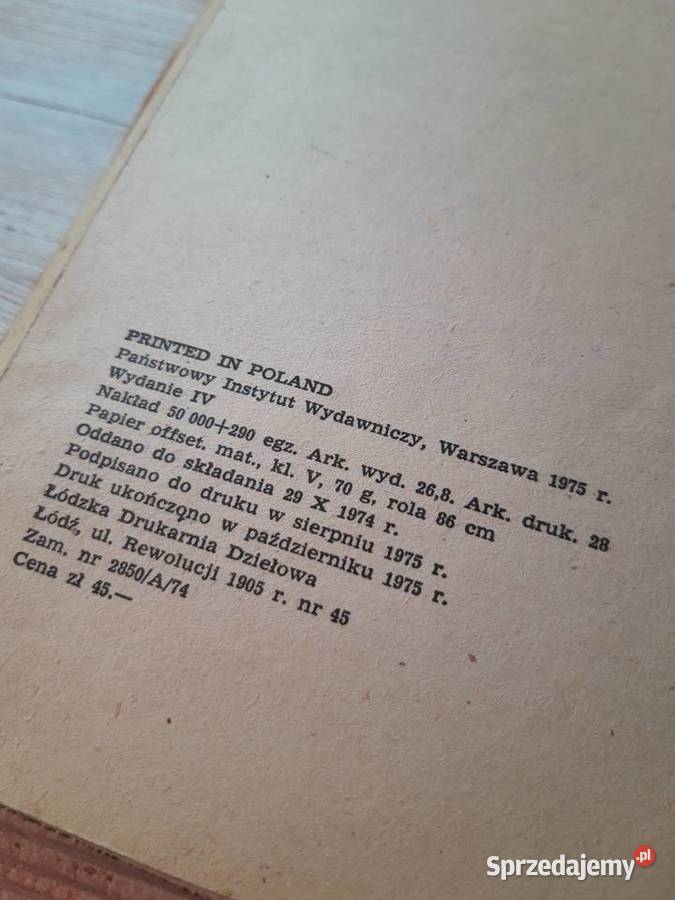 PRINTED IN POLAND
Państwowy Instytut Wydawniczy, Warszawa 1975 r.
Wydanie IV
Nakład 50 000+290 egz. Ark. wyd. 26,8. Ark. druk. 28
Papier offset. mat., kl. V, 70 g, rola 86 cm
Oddano do składania 29 X 1974 r.
Podpisano do druku w sierpniu 1975 r.
Druk ukończono w październiku 1975 r.
Łódzka Drukarnia Dziełowa
Łódź, ul. Rewolucji 1905 r. nr 45
Zam. nr 2850/A/74
Cena zł 45.—
Sprzedajemy.pl